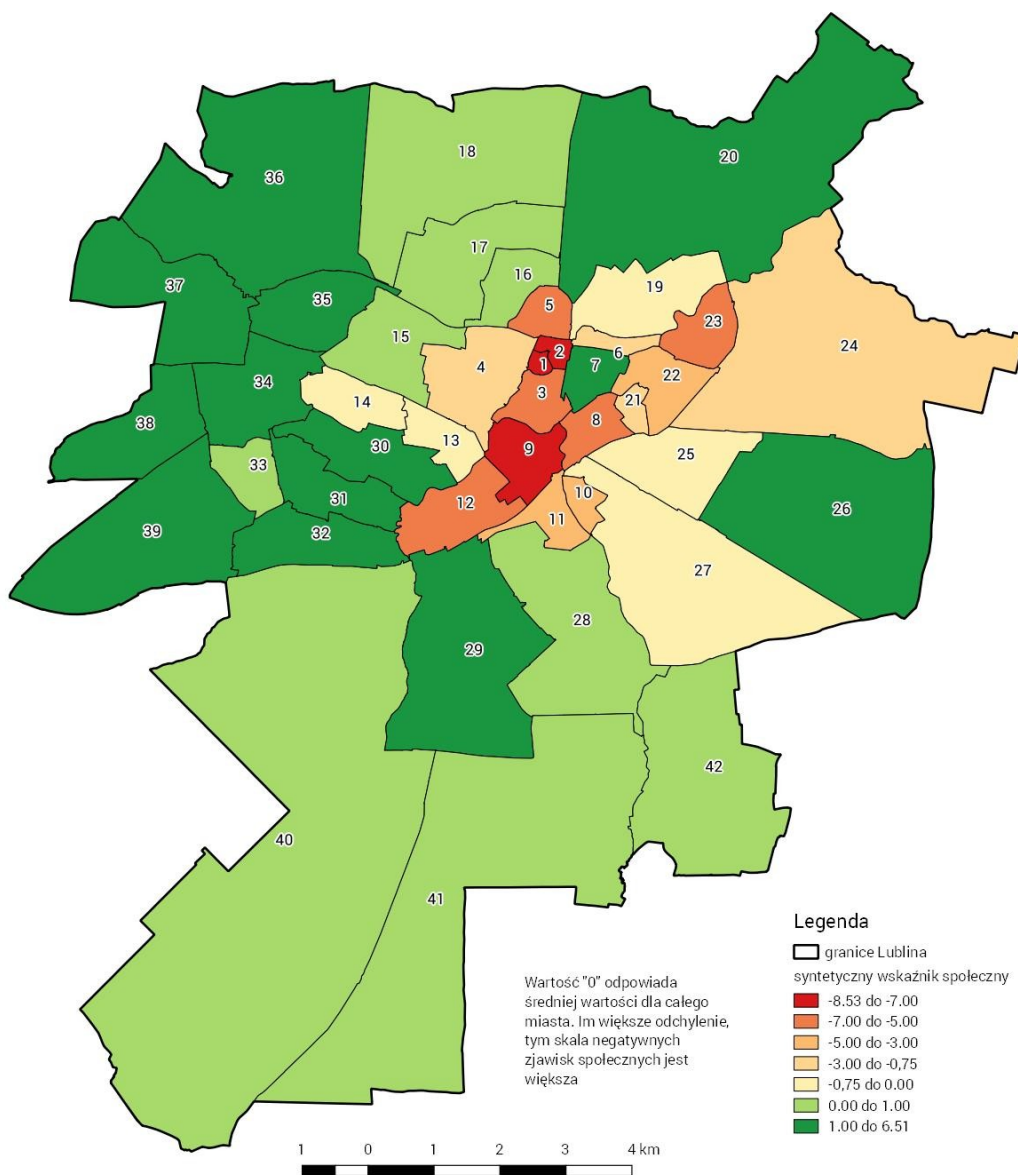 18
20
36
17
16
37
35
19
5
23
24
15
2
6
4
1
7
22
34
14
3
21
38
13
8
30
9
25
33
31
12
10
26
39
32
11
27
28
29
42
40
41
Legenda
granice Lublina
syntetyczny wskaźnik społeczny
-8.53 do -7.00
-7.00 do -5.00
-5.00 do -3.00
-3.00 do -0,75
-0,75 do 0.00
0.00 do 1.00
1.00 do 6.51
Wartość "0" odpowiada
średniej wartości dla całego
miasta. Im większe odchylenie,
tym skala negatywnych
zjawisk społecznych jest
większa
1 0 1 2 3 4 km